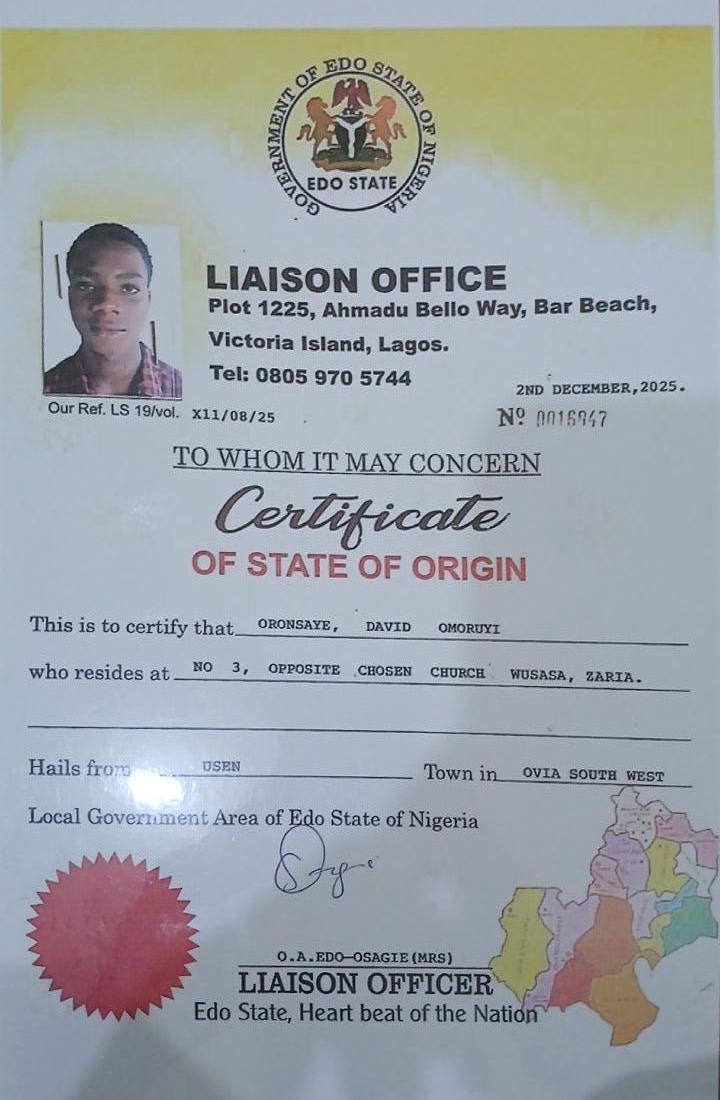 GOVERNMENT OF EDO STATE OF NIGERIA
EDO STATE
LIAISON OFFICE
Plot 1225, Ahmadu Bello Way, Bar Beach,
Victoria Island, Lagos.
Tel: 0805 970 5744
2ND DECEMBER,2025.
Our Ref. LS 19/vol. X11/08/25
Nº 0016947
TO WHOM IT MAY CONCERN
Certificate
OF STATE OF ORIGIN
This is to certify that ORONSAYE, DAVID OMORUYI
who resides at NO 3, OPPOSITE CHOSEN CHURCH WUSASA, ZARIA.
Hails from USEN Town in OVIA SOUTH WEST
Local Government Area of Edo State of Nigeria
O.A.EDO-OSAGIE(MRS)
LIAISON OFFICER
Edo State, Heart beat of the Nation